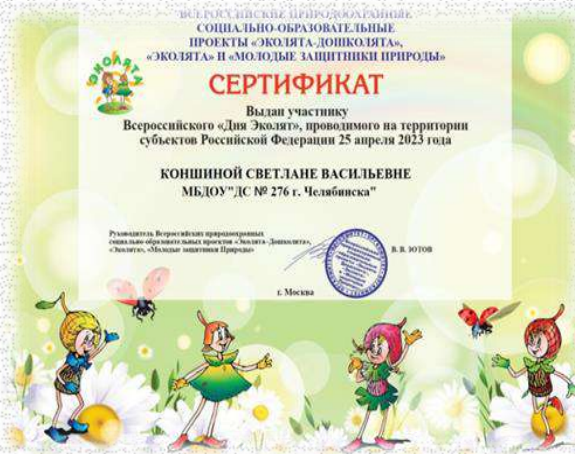 ВСЕРОССИЙСКИЕ ПРИРОДООХРАННЫЕ
СОЦИАЛЬНО-ОБРАЗОВАТЕЛЬНЫЕ
ПРОЕКТЫ «ЭКОЛЯТА-ДОШКОЛЯТА»,
«ЭКОЛЯТА» И «МОЛОДЫЕ ЗАЩИТНИКИ ПРИРОДЫ»
ЭКОЛЯТА
СЕРТИФИКАТ
Выдан участнику
Всероссийского «Дня Эколят», проводимого на территории
субъектов Российской Федерации 25 апреля 2023 года
КОНШИНОЙ СВЕТЛАНЕ ВАСИЛЬЕВНЕ
МБДОУ"ДС № 276 г. Челябинска"
Руководитель Всероссийских природоохранных
социально-образовательных проектов «Эколята-Дошколята»,
«Эколята», «Молодые защитники Природы»
В. В. ЗОТОВ
г. Москва